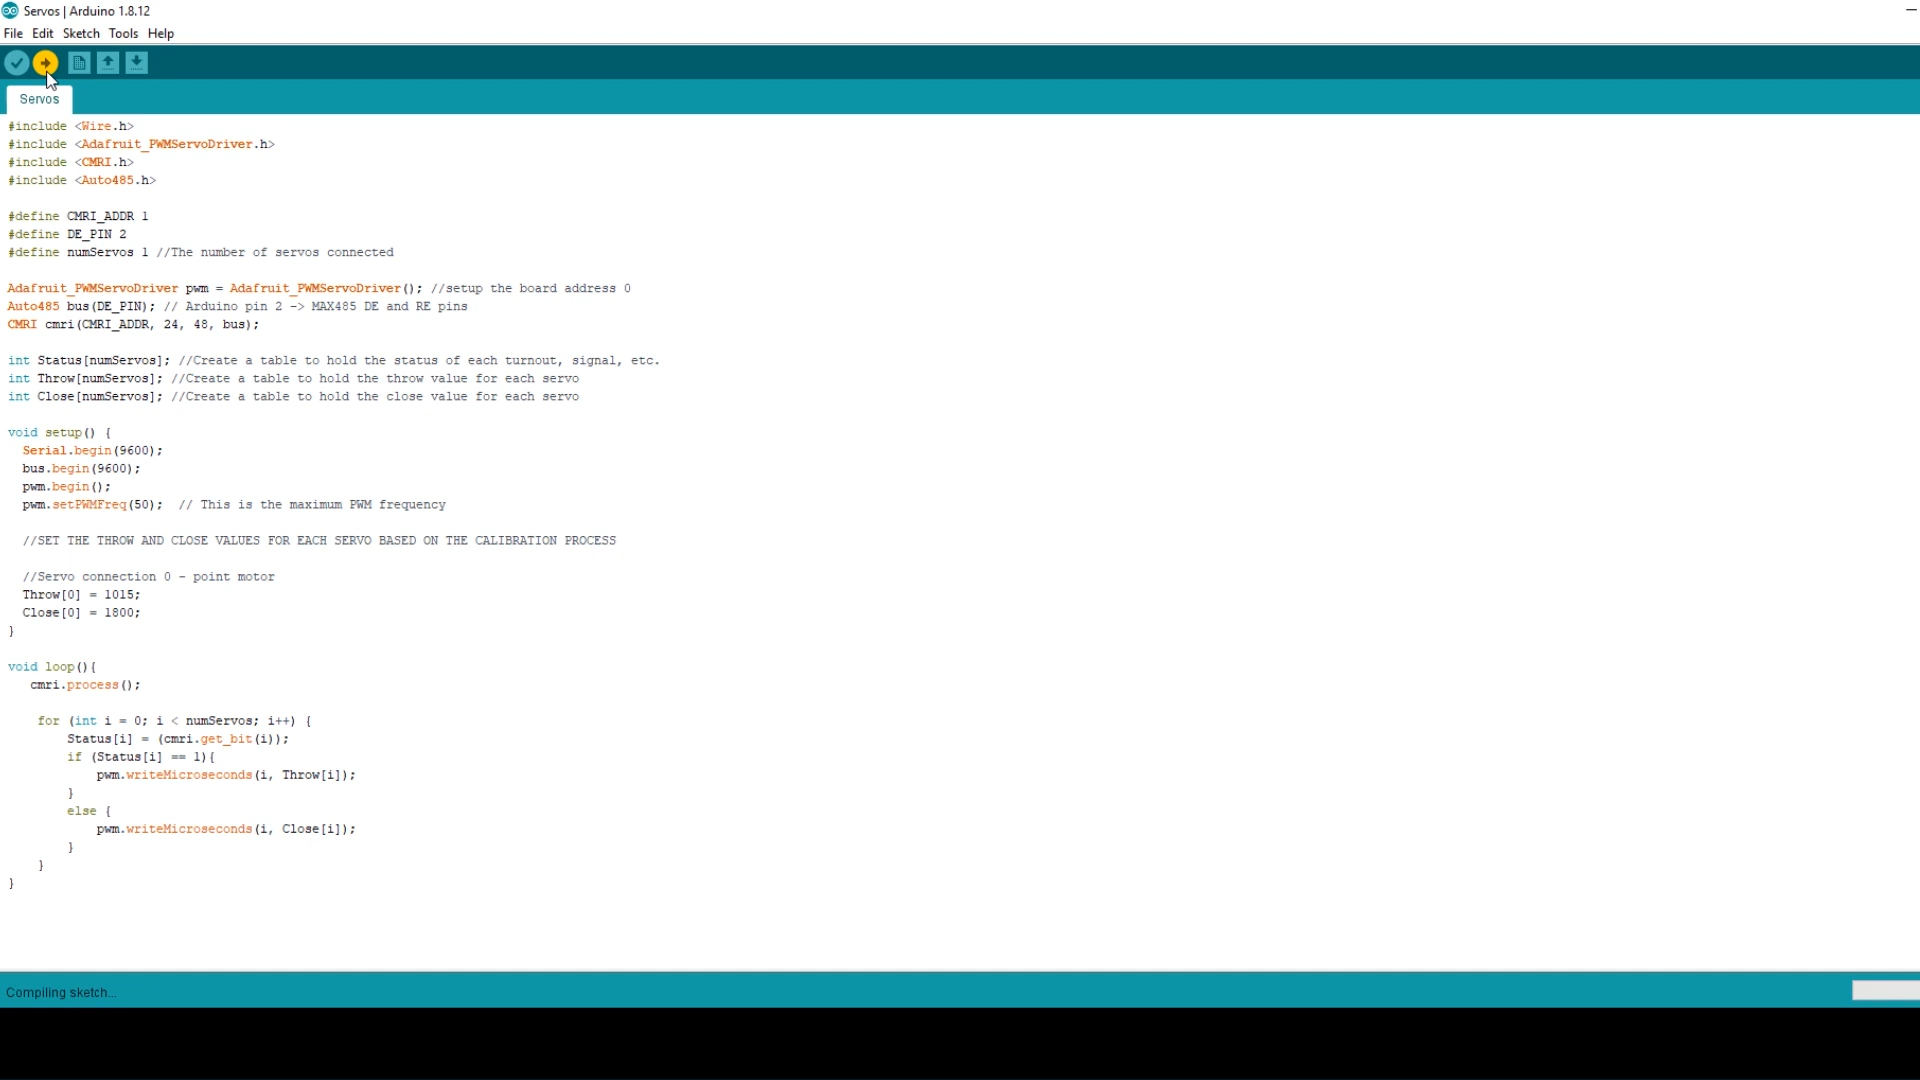 Servos | Arduino 1.8.12
File Edit Sketch Tools Help
Servos
#include <Wire.h>
#include <Adafruit_PWMServoDriver.h>
#include <CMRI.h>
#include <Auto485.h>
#define CMRI_ADDR 1
#define DE_PIN 2
#define numServos 1 //The number of servos connected
Adafruit_PWMServoDriver pwm = Adafruit_PWMServoDriver(); //setup the board address 0
Auto485 bus(DE_PIN); // Arduino pin 2 -> MAX485 DE and RE pins
CMRI cmri(CMRI_ADDR, 24, 48, bus);
int Status[numServos]; //Create a table to hold the status of each turnout, signal, etc.
int Throw[numServos]; //Create a table to hold the throw value for each servo
int Close[numServos]; //Create a table to hold the close value for each servo
void setup() {
  Serial.begin(9600);
  bus.begin(9600);
  pwm.begin();
  pwm.setPWMFreq(50);  // This is the maximum PWM frequency
  //SET THE THROW AND CLOSE VALUES FOR EACH SERVO BASED ON THE CALIBRATION PROCESS
  //Servo connection 0 - point motor
  Throw[0] = 1015;
  Close[0] = 1800;
}
void loop(){
   cmri.process();
    for (int i = 0; i < numServos; i++) {
        Status[i] = (cmri.get_bit(i));
        if (Status[i] == 1){
            pwm.writeMicroseconds(i, Throw[i]);
        }
        else {
            pwm.writeMicroseconds(i, Close[i]);
        }
    }
}
Compiling sketch...